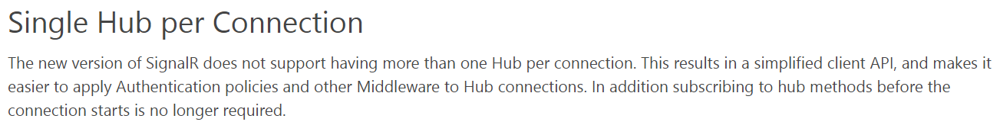 Single Hub per Connection
The new version of SignalR does not support having more than one Hub per connection. This results in a simplified client API, and makes it
easier to apply Authentication policies and other Middleware to Hub connections. In addition subscribing to hub methods before the
connection starts is no longer required.